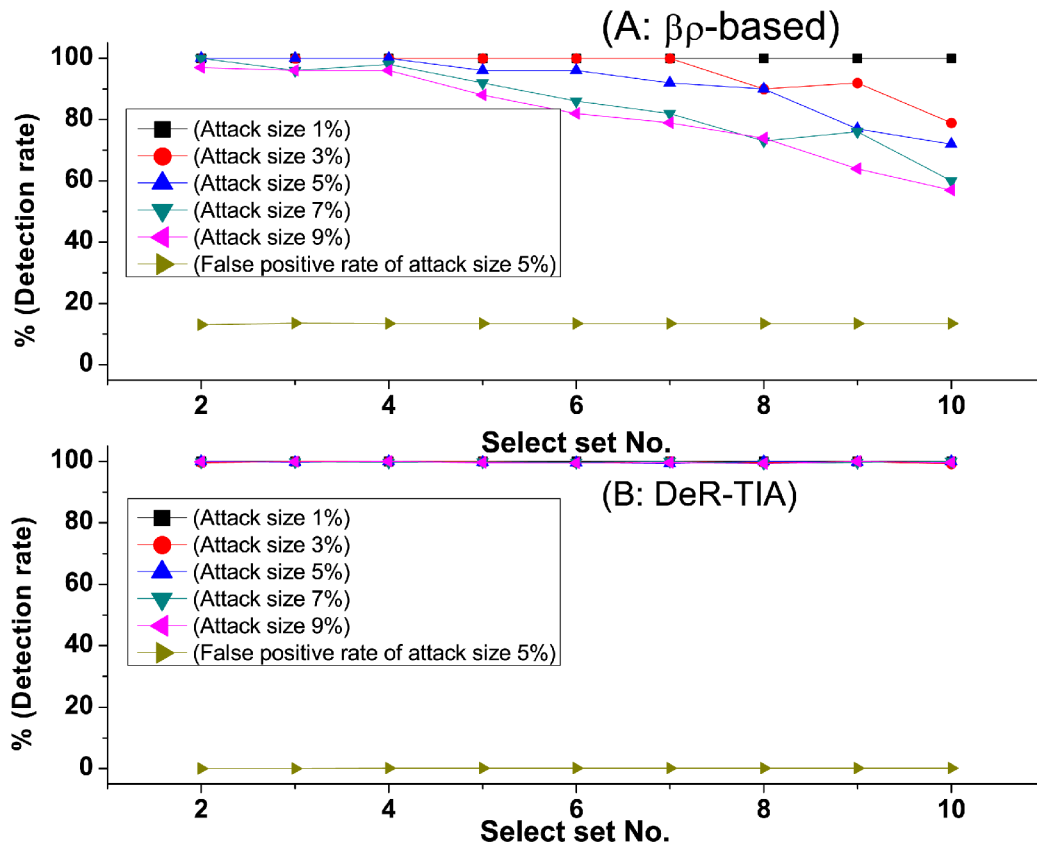 (A: βρ-based)
100
80
60
40
20
0
% (Detection rate)
(Attack size 1%)
(Attack size 3%)
(Attack size 5%)
(Attack size 7%)
(Attack size 9%)
(False positive rate of attack size 5%)
2 4 6 8 10
Select set No.
(B: DeR-TIA)
100
80
60
40
20
0
% (Detection rate)
(Attack size 1%)
(Attack size 3%)
(Attack size 5%)
(Attack size 7%)
(Attack size 9%)
(False positive rate of attack size 5%)
2 4 6 8 10
Select set No.